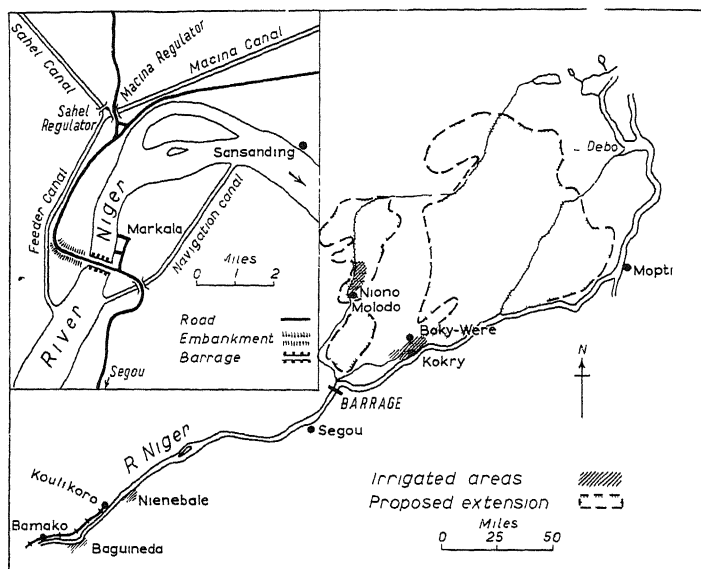 Sahel Canal
Macina Regulator
Macina Canal
Sahel
Regulator
Feeder Canal
Niger
River
Sansanding
Markala
Navigation canal
Miles
0 1 2
Road
Embankment
Barrage
Segou
Debo
Mopti
Niono
Molodo
Boky-Were
Kokry
BARRAGE
N
Segou
R Niger
Koulikoro
Nienebale
Bamako
Baguineda
Irrigated areas
Proposed extension
Miles
0 25 50